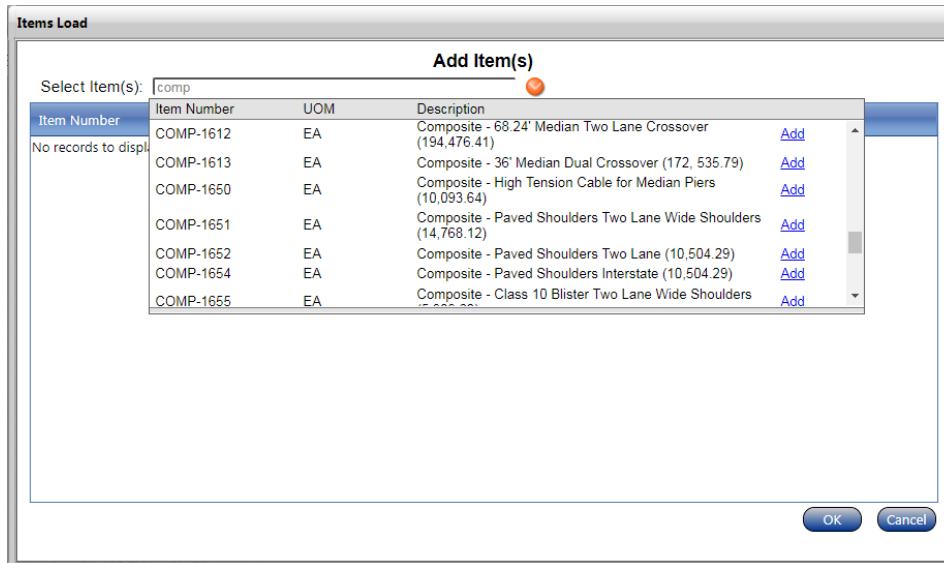 Items Load
Add Item(s)
Select Item(s): comp
Item Number
No records to displ
Item Number UOM Description
COMP-1612 EA Composite - 68.24' Median Two Lane Crossover
(194,476.41) Add
COMP-1613 EA Composite - 36' Median Dual Crossover (172, 535.79) Add
COMP-1650 EA Composite - High Tension Cable for Median Piers
(10,093.64) Add
COMP-1651 EA Composite - Paved Shoulders Two Lane Wide Shoulders
(14,768.12) Add
COMP-1652 EA Composite - Paved Shoulders Two Lane (10,504.29) Add
COMP-1654 EA Composite - Paved Shoulders Interstate (10,504.29) Add
COMP-1655 EA Composite - Class 10 Blister Two Lane Wide Shoulders Add
OK Cancel